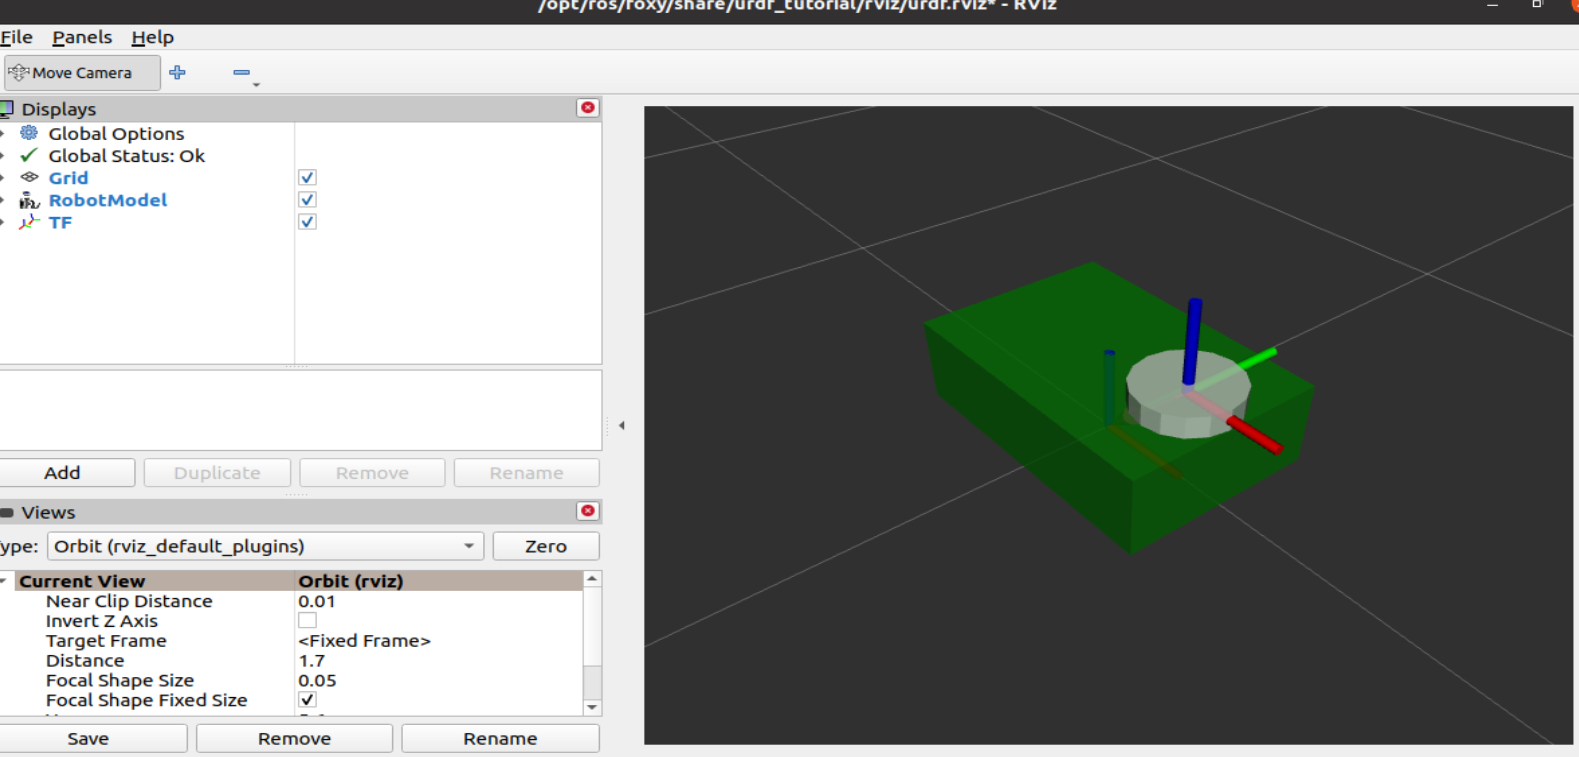 /opt/ros/foxy/share/urdf_tutorial/rviz/urdf.rviz* - RViz
File Panels Help
Move Camera
Displays
Global Options
Global Status: Ok
Grid
RobotModel
TF
Add Duplicate Remove Rename
Views
ype: Orbit (rviz_default_plugins) Zero
Current View Orbit (rviz)
Near Clip Distance 0.01
Invert Z Axis
Target Frame <Fixed Frame>
Distance 1.7
Focal Shape Size 0.05
Focal Shape Fixed Size
Save Remove Rename